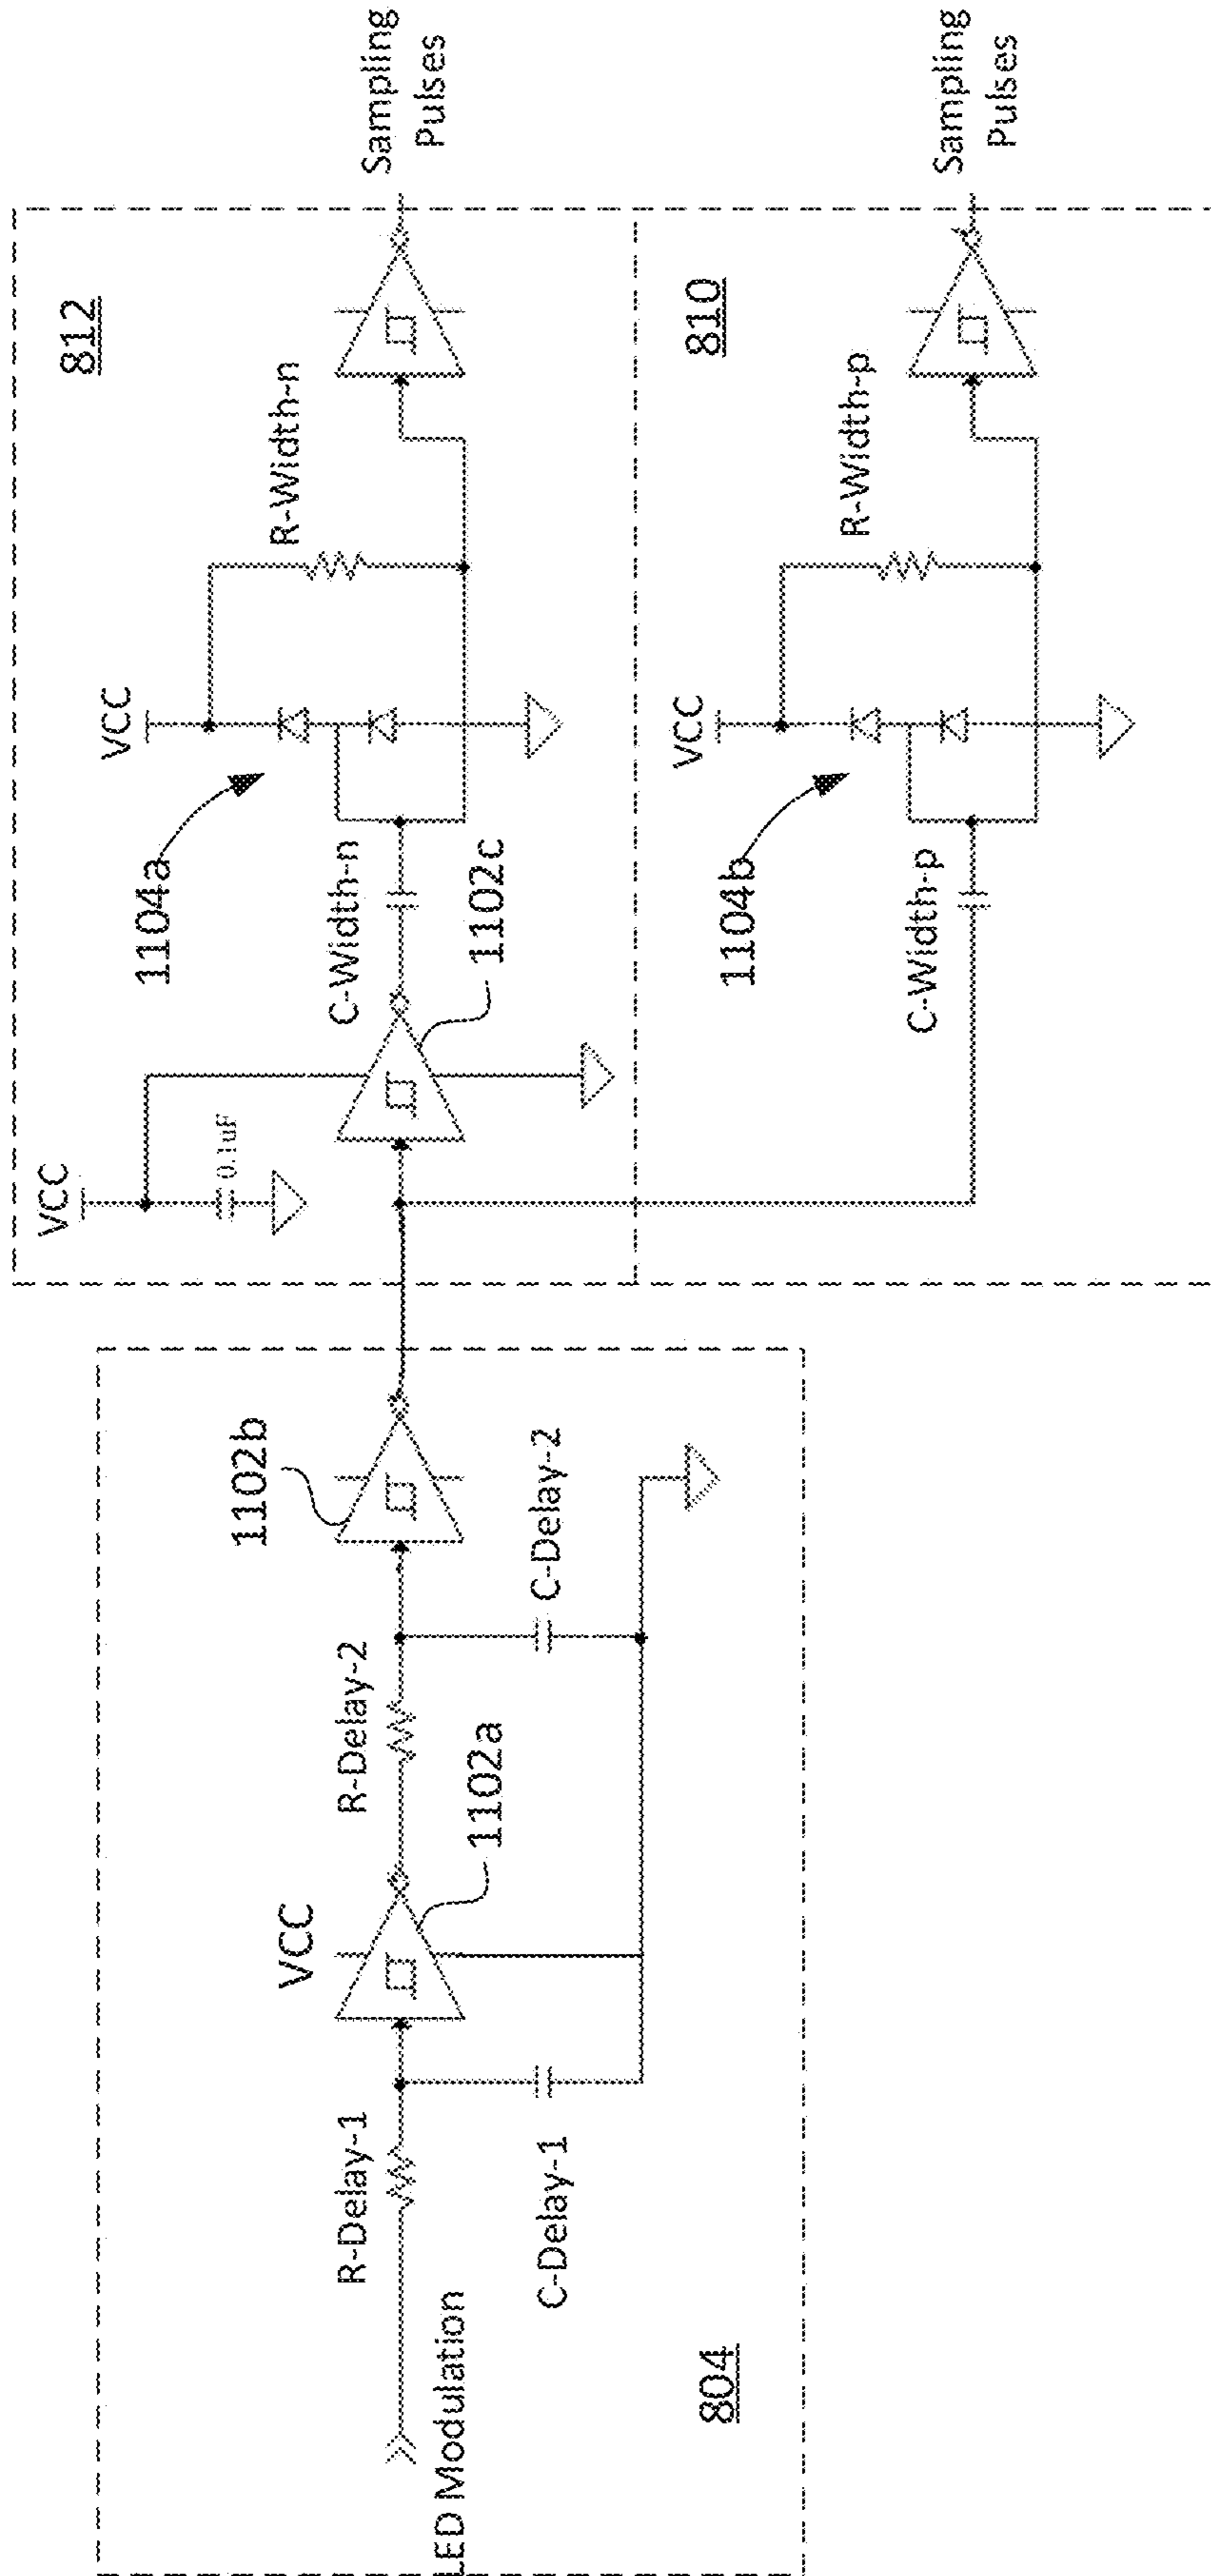 LED Modulation
R-Delay-1
C-Delay-1
804
VCC
1102a
R-Delay-2
C-Delay-2
1102b
VCC
0.1uF
1102c
C-Width-n
1104a
VCC
R-Width-n
812
Sampling
Pulses
C-Width-p
1104b
VCC
R-Width-p
810
Sampling
Pulses